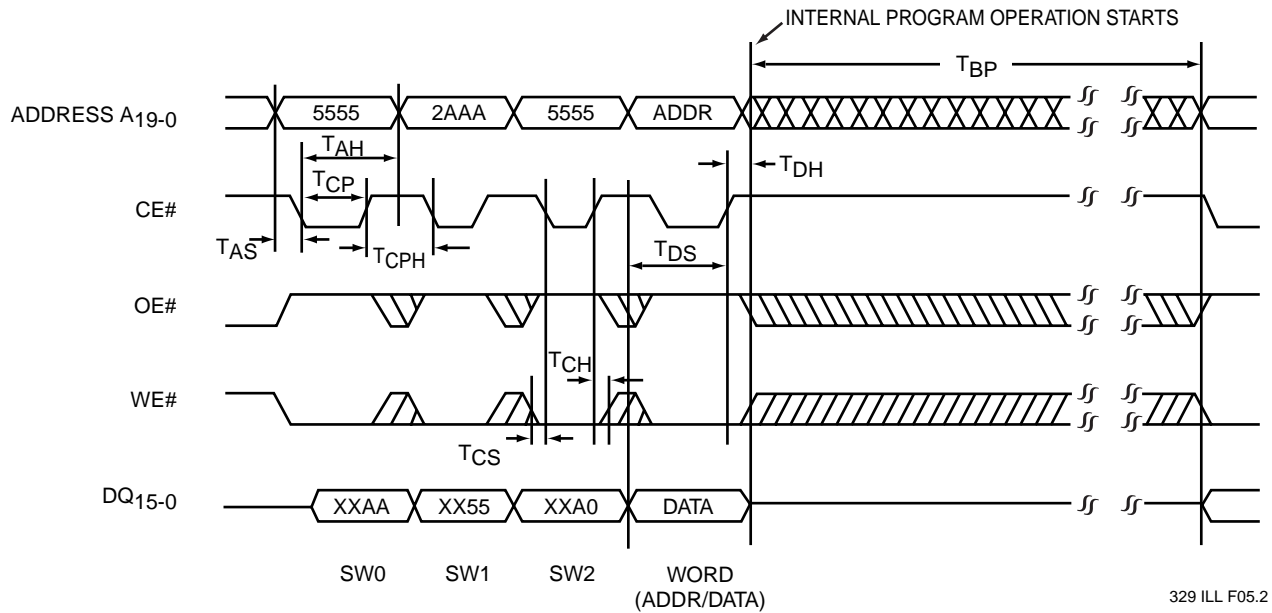 INTERNAL PROGRAM OPERATION STARTS
TBP
ADDRESS A19-0
5555 2AAA 5555 ADDR
TAH
TDH
TCP
CE#
TAS
TCPH
TDS
OE#
TCH
WE#
TCS
DQ15-0
XXAA XX55 XXA0 DATA
SW0 SW1 SW2 WORD
(ADDR/DATA)
329 ILL F05.2